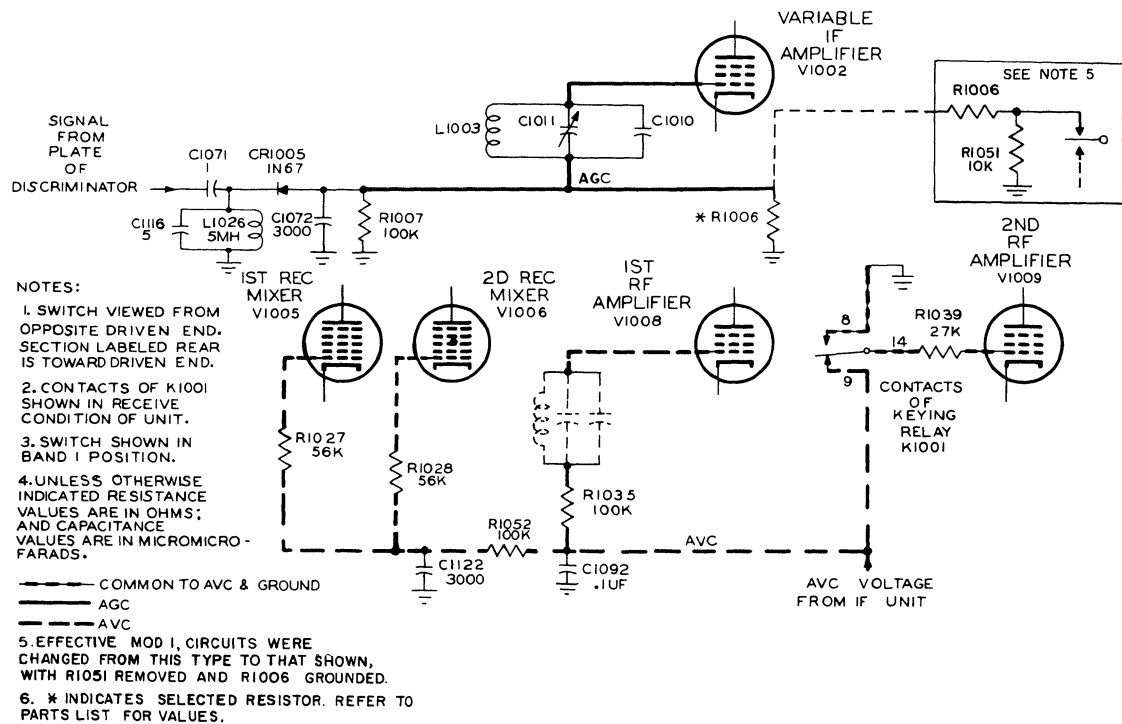 VARIABLE
IF
AMPLIFIER
V1002
SEE NOTE 5
R1006
R1051
10K
SIGNAL
FROM
PLATE
OF
DISCRIMINATOR
C1071
1
CR1005
1N67
L1003
C1011
C1010
AGC
C1116
5
L1026
5MH
C1072
3000
R1007
100K
* R1006
1ST REC
MIXER
V1005
2D REC
MIXER
V1006
1ST
RF
AMPLIFIER
V1008
2ND
RF
AMPLIFIER
V1009
8
14
9
R1039
27K
CONTACTS
OF
KEYING
RELAY
K1001
R1027
56K
R1028
56K
R1035
100K
R1052
100K
AVC
C1122
3000
C1092
.1UF
AVC VOLTAGE
FROM IF UNIT
NOTES:
1. SWITCH VIEWED FROM
OPPOSITE DRIVEN END.
SECTION LABELED REAR
IS TOWARD DRIVEN END.
2. CONTACTS OF K1001
SHOWN IN RECEIVE
CONDITION OF UNIT.
3. SWITCH SHOWN IN
BAND 1 POSITION.
4. UNLESS OTHERWISE
INDICATED RESISTANCE
VALUES ARE IN OHMS;
AND CAPACITANCE
VALUES ARE IN MICROMICRO-
FARADS.
COMMON TO AVC & GROUND
AGC
AVC
5. EFFECTIVE MOD 1, CIRCUITS WERE
CHANGED FROM THIS TYPE TO THAT SHOWN,
WITH R1051 REMOVED AND R1006 GROUNDED.
6. * INDICATES SELECTED RESISTOR. REFER TO
PARTS LIST FOR VALUES.